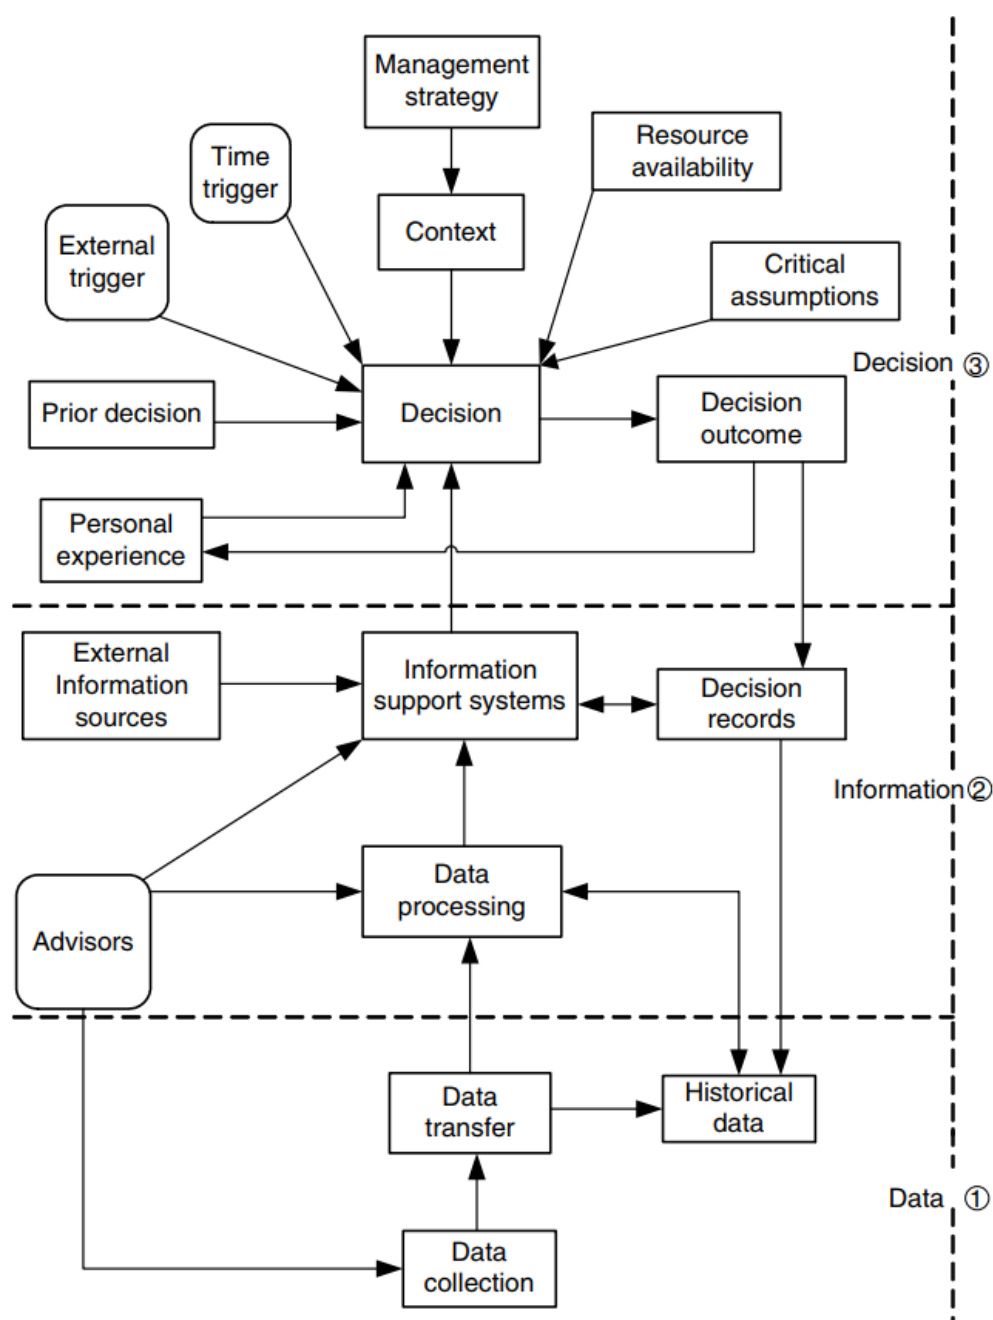 Management
strategy
Time
trigger
Resource
availability
External
trigger
Context
Critical
assumptions
Decision ③
Prior decision
Decision
Decision
outcome
Personal
experience
External
Information
sources
Information
support systems
Decision
records
Information ②
Data
processing
Advisors
Data
transfer
Historical
data
Data ①
Data
collection